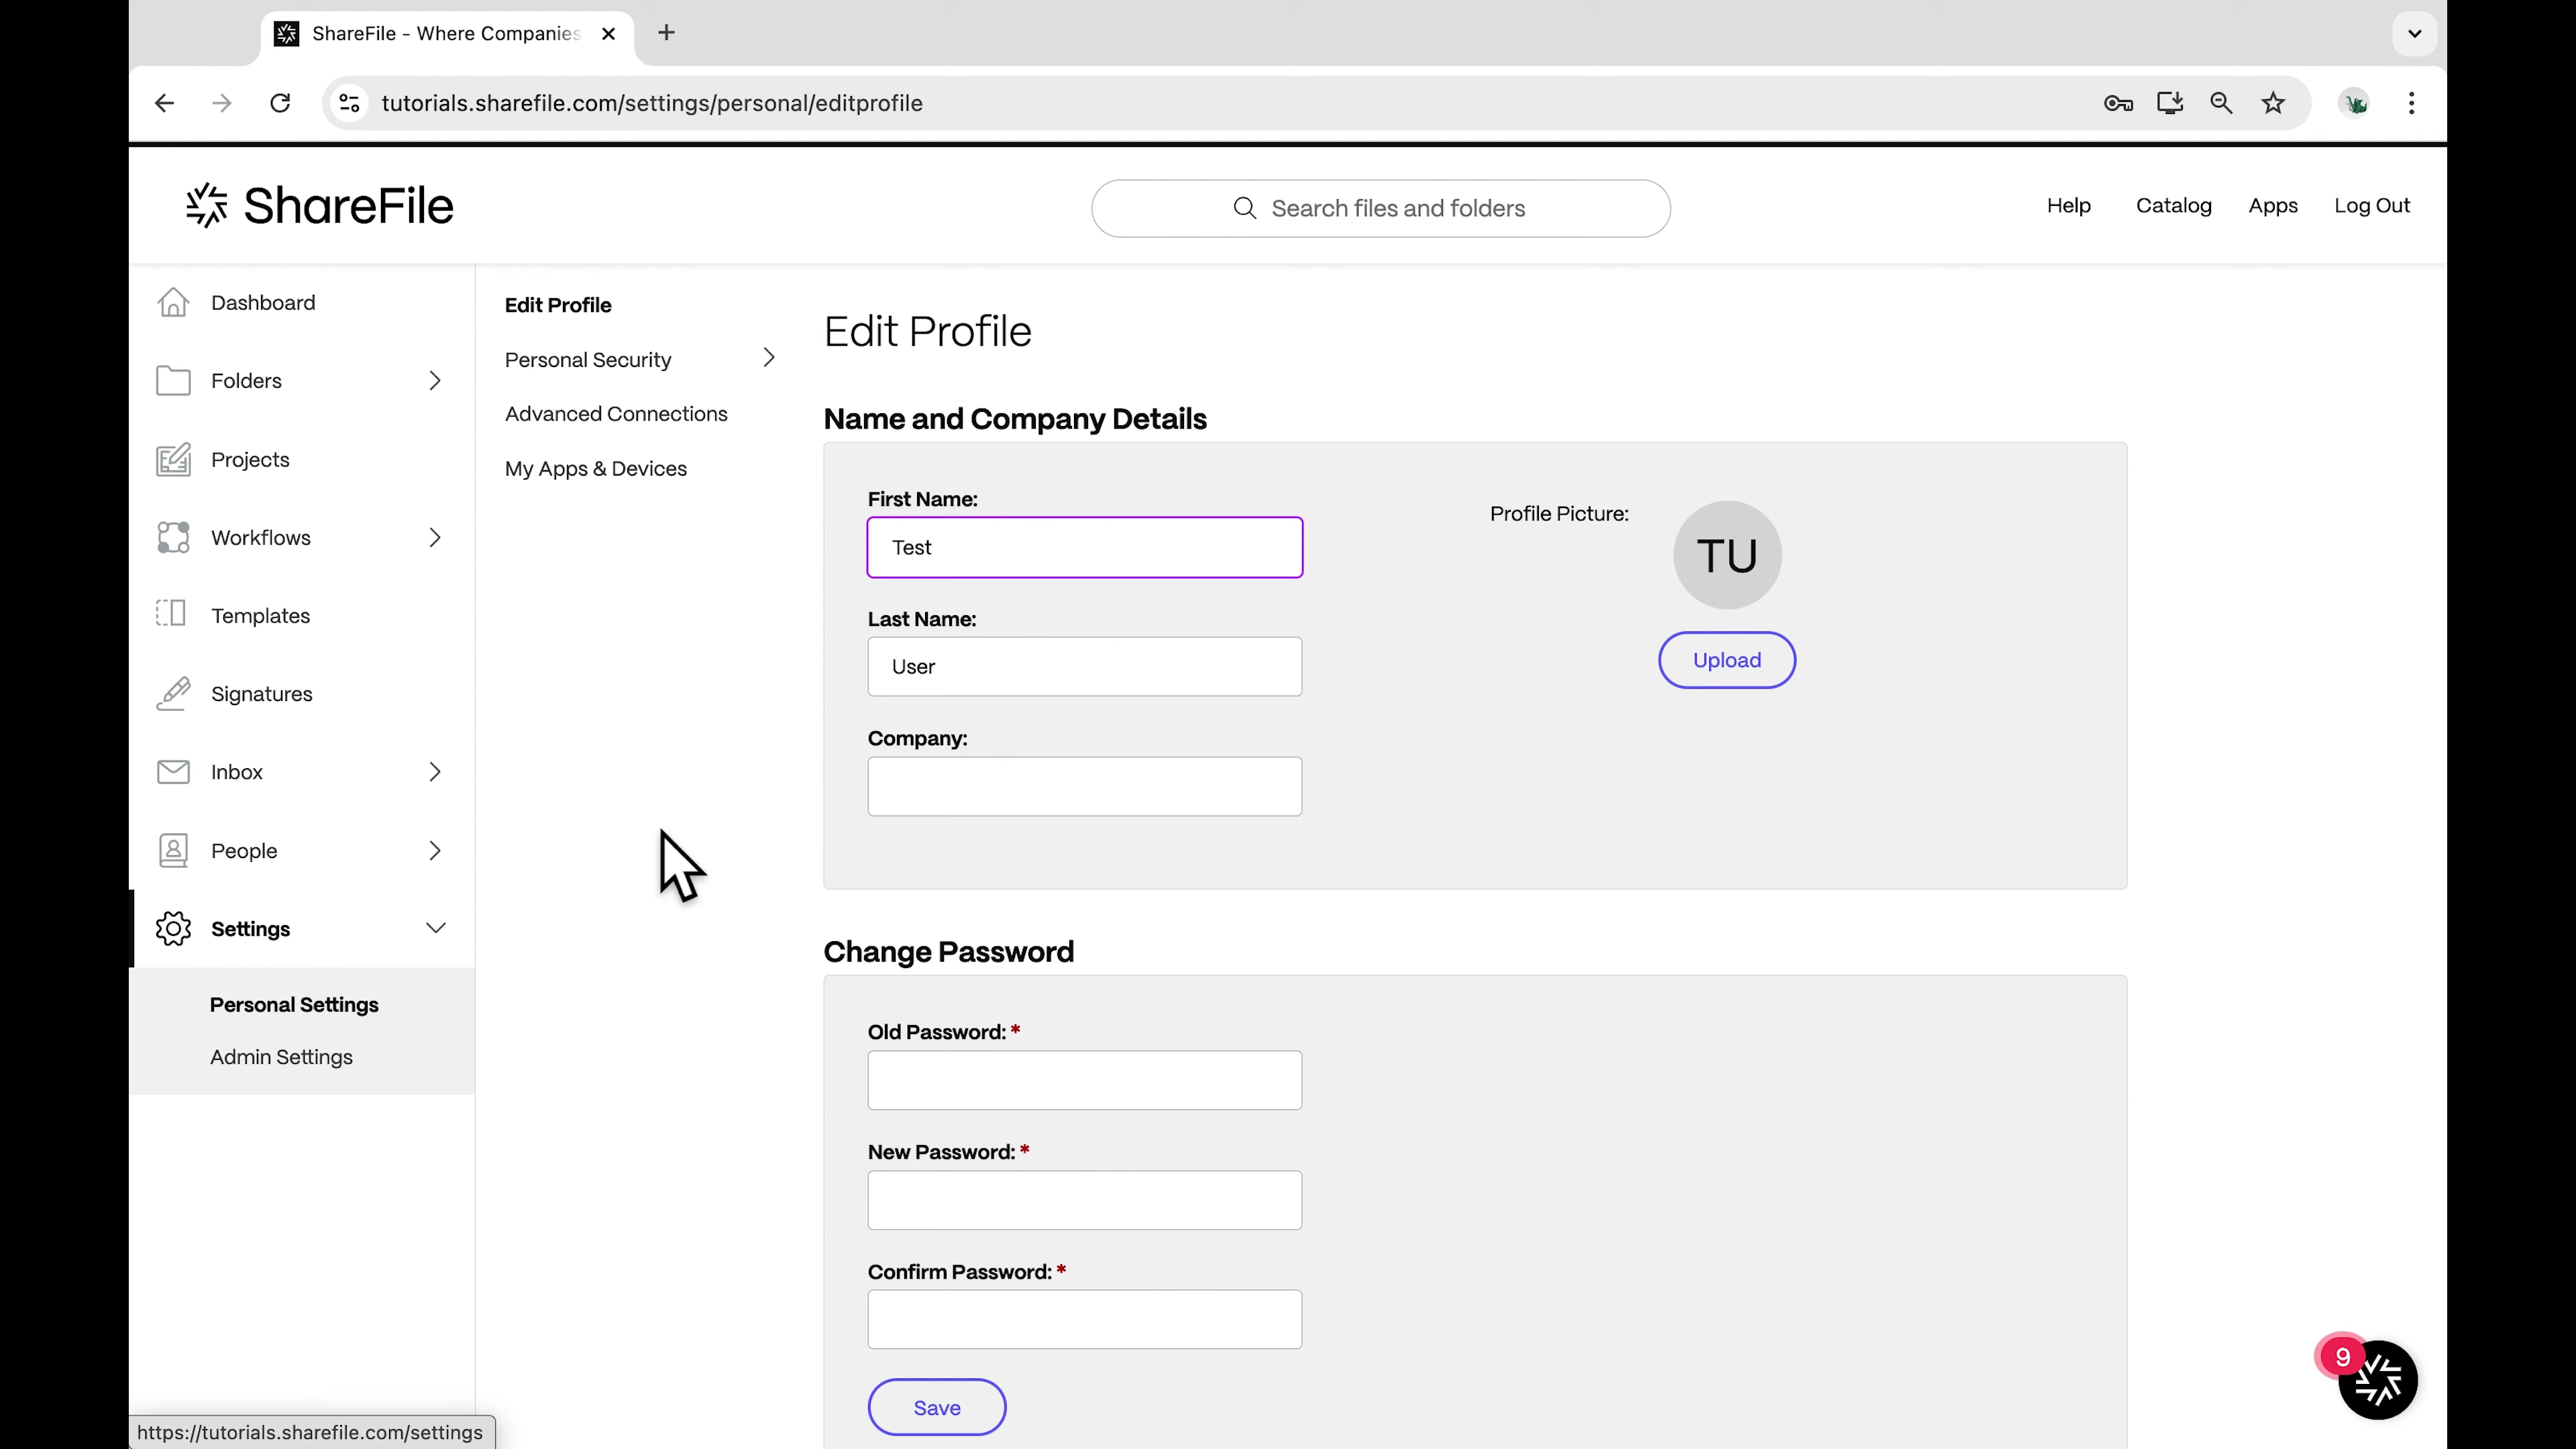 ShareFile - Where Companies
tutorials.sharefile.com/settings/personal/editprofile
ShareFile
Search files and folders
Help
Catalog
Apps
Log Out
Dashboard
Folders
Projects
Workflows
Templates
Signatures
Inbox
People
Settings
Personal Settings
Admin Settings
Edit Profile
Personal Security
Advanced Connections
My Apps & Devices
Edit Profile
Name and Company Details
First Name:
Test
Last Name:
User
Company:
Profile Picture:
TU
Upload
Change Password
Old Password: *
New Password: *
Confirm Password: *
Save
9
https://tutorials.sharefile.com/settings